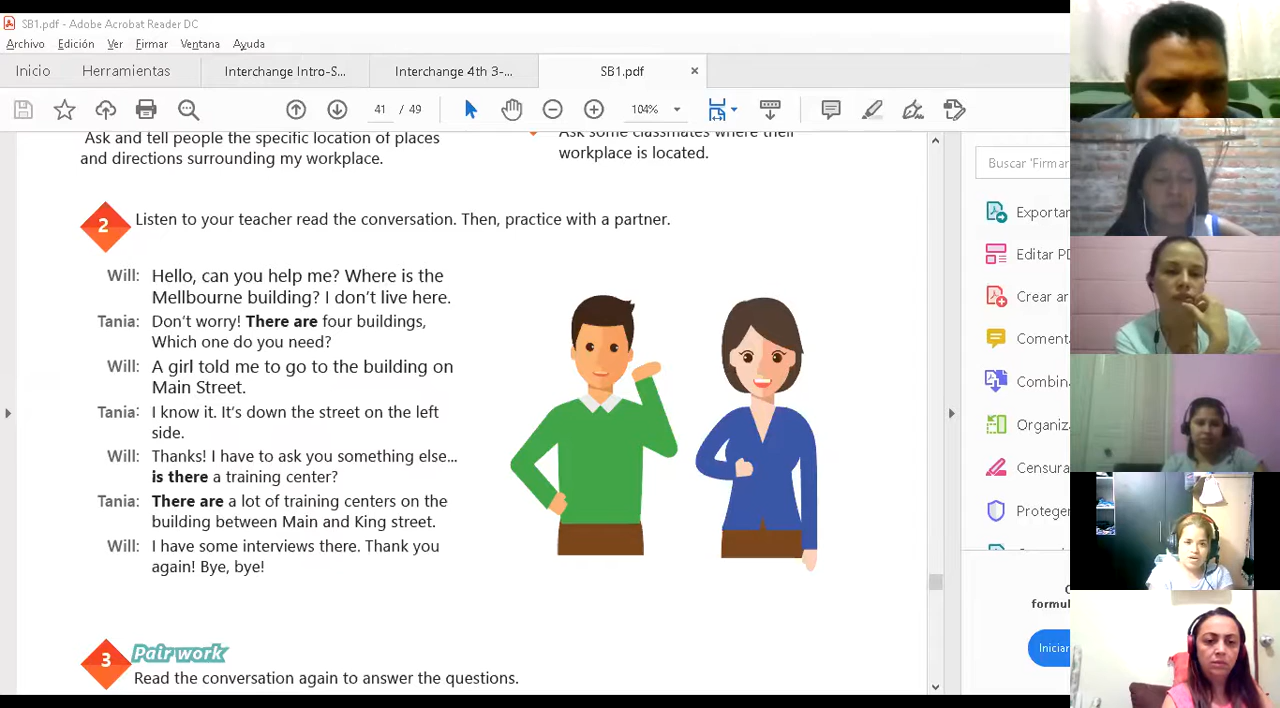 SB1.pdf - Adobe Acrobat Reader DC
Archivo Edición Ver Firmar Ventana Ayuda
Inicio Herramientas Interchange Intro-S... Interchange 4th 3-... SB1.pdf ×
41 / 49 104%
Ask and tell people the specific location of places
and directions surrounding my workplace.
Ask some classmates where their
workplace is located.
2 Listen to your teacher read the conversation. Then, practice with a partner.
Will: Hello, can you help me? Where is the
Mellbourne building? I don't live here.
Tania: Don't worry! There are four buildings,
Which one do you need?
Will: A girl told me to go to the building on
Main Street.
Tania: I know it. It's down the street on the left
side.
Will: Thanks! I have to ask you something else...
is there a training center?
Tania: There are a lot of training centers on the
building between Main and King street.
Will: I have some interviews there. Thank you
again! Bye, bye!
3 Pair work
Read the conversation again to answer the questions.
Buscar 'Firmar
Exportar
Editar PD
Crear ar
Comenta
Combina
Organiza
Censura
Proteger
formul
Iniciar